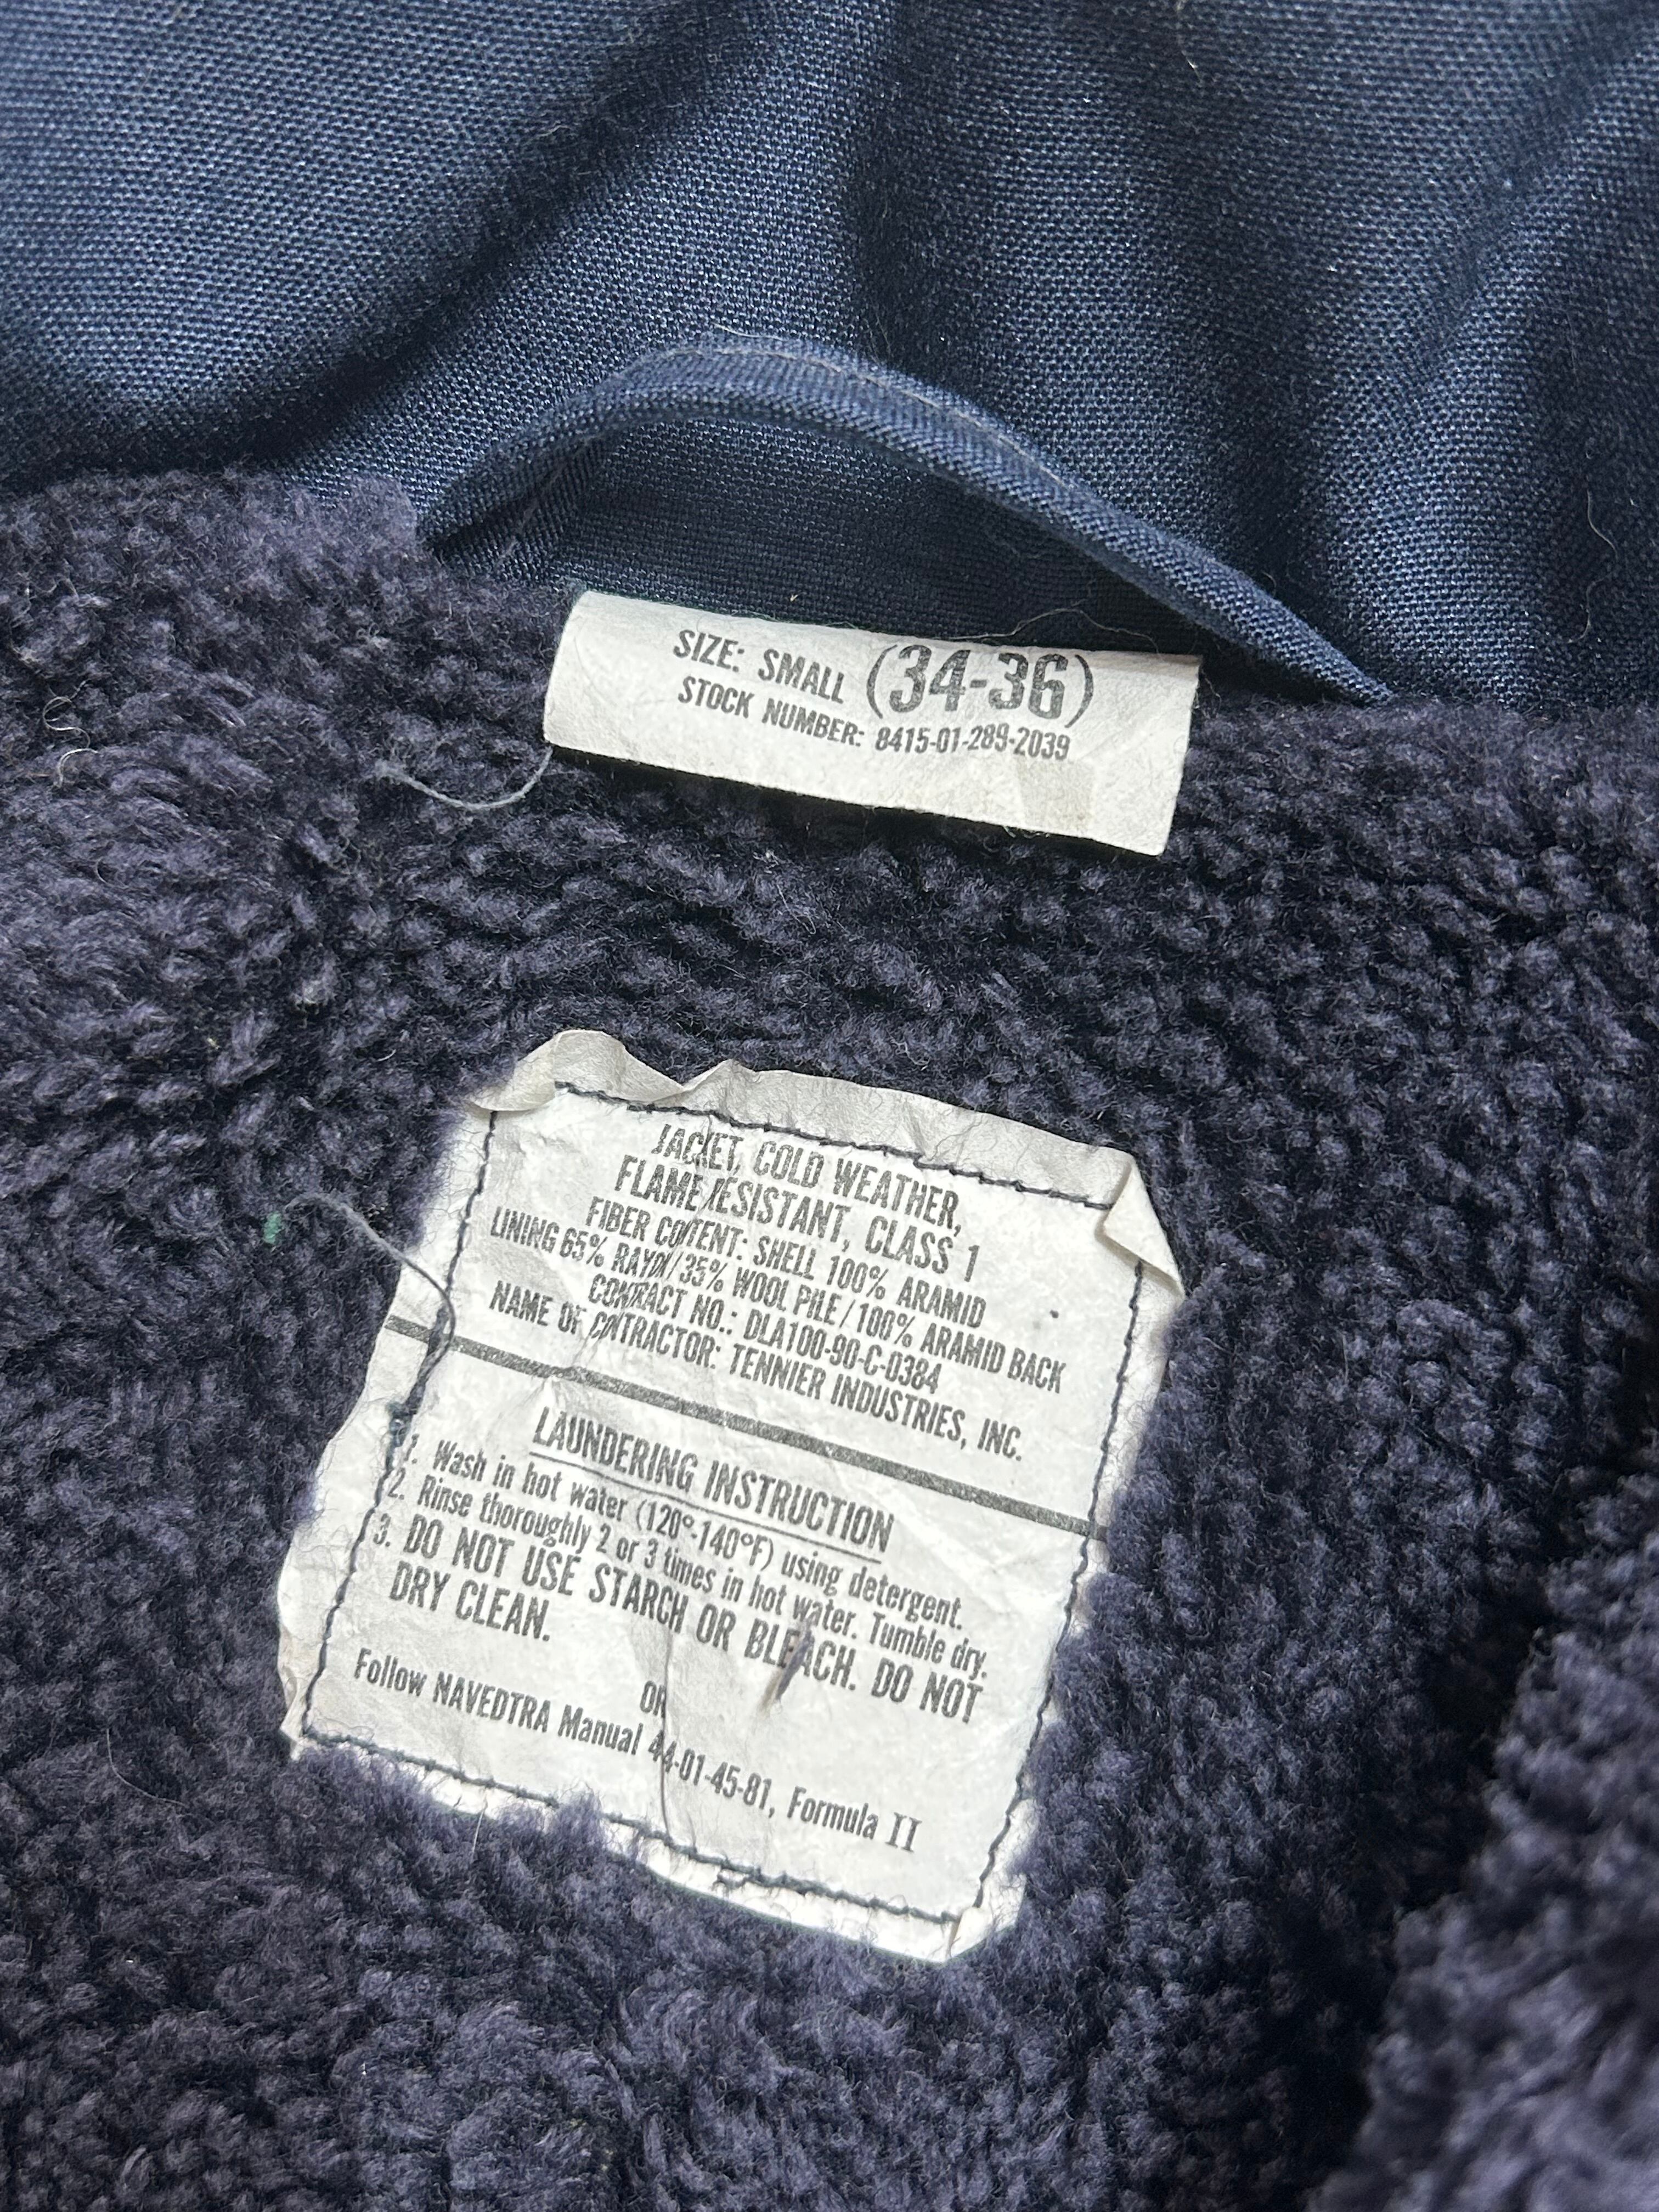 SIZE: SMALL (34-36)
STOCK NUMBER: 8415-01-289-2039
JACKET, COLD WEATHER,
FLAME RESISTANT, CLASS 1
FIBER CONTENT: SHELL 100% ARAMID
LINING 65% RAYON/35% WOOL PILE/100% ARAMID BACK
CONTRACT NO.: DLA100-90-C-0384
NAME OF CONTRACTOR: TENNIER INDUSTRIES, INC.
LAUNDERING INSTRUCTION
1. Wash in hot water (120°-140°F) using detergent.
2. Rinse thoroughly 2 or 3 times in hot water. Tumble dry.
3. DO NOT USE STARCH OR BLEACH. DO NOT
DRY CLEAN.
OR
Follow NAVEDTRA Manual 44-01-45-81, Formula II